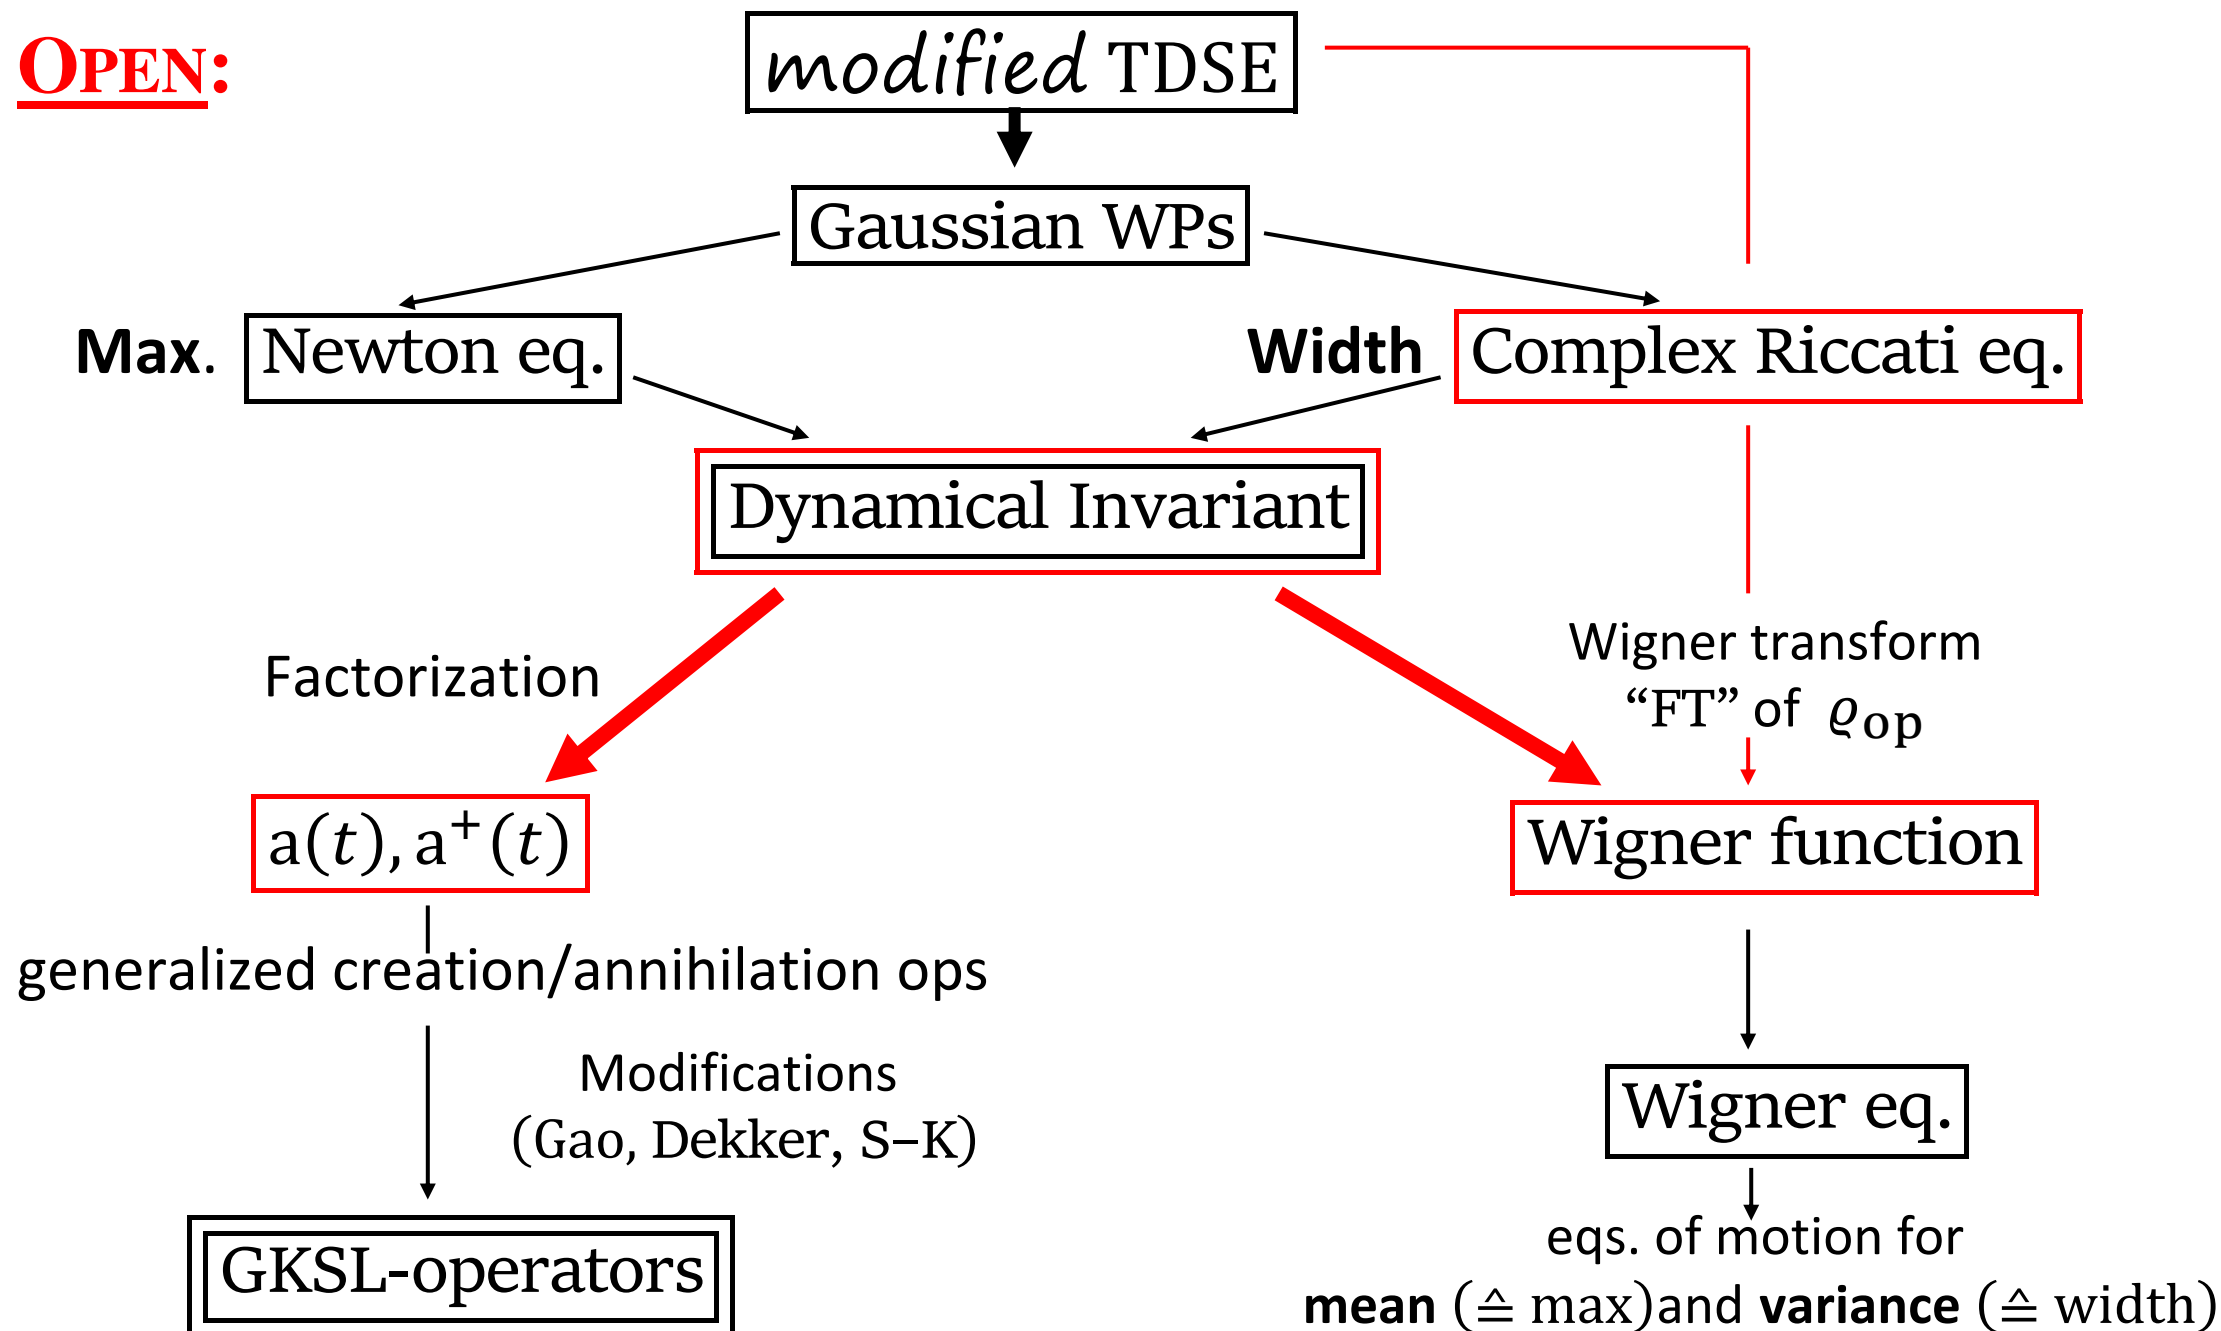 OPEN:
modified TDSE
Gaussian WPs
Max.
Newton eq.
Width
Complex Riccati eq.
Dynamical Invariant
Factorization
Wigner transform
“FT” of ϱop
a(t), a⁺(t)
Wigner function
generalized creation/annihilation ops
Modifications
(Gao, Dekker, S–K)
Wigner eq.
GKSL-operators
eqs. of motion for
mean (≙ max)and variance (≙ width)